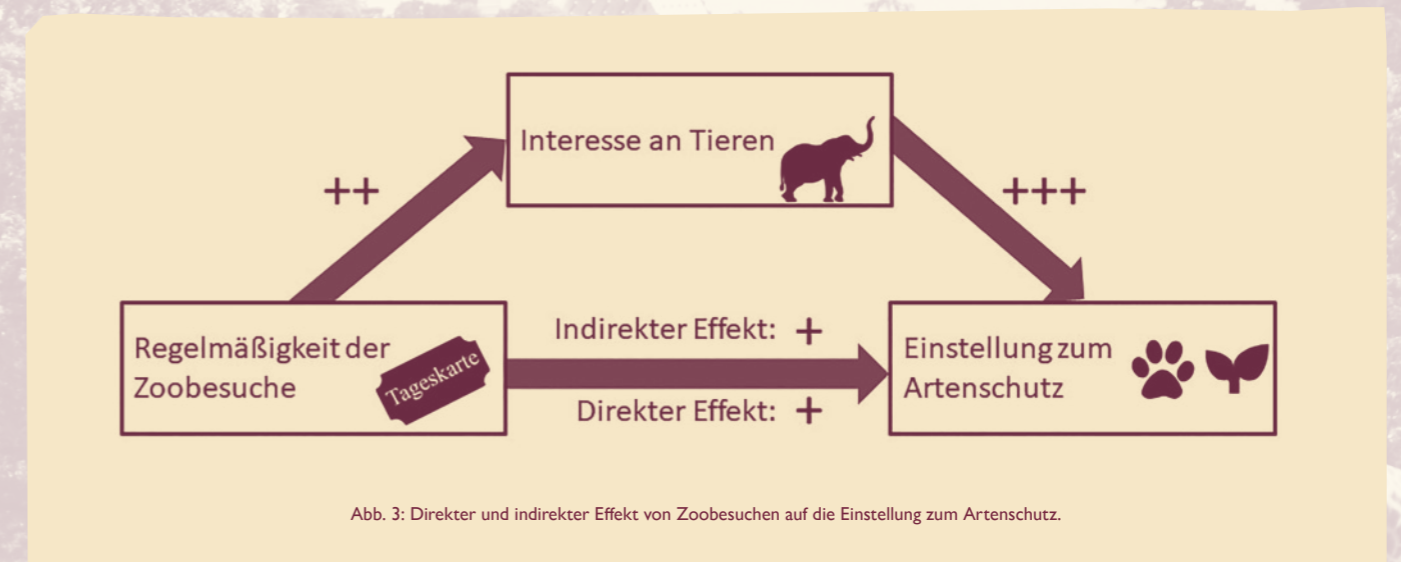 Interesse an Tieren
++
+++
Regelmäßigkeit der
Zoobesuche
Tageskarte
Indirekter Effekt: +
Direkter Effekt: +
Einstellung zum
Artenschutz
Abb. 3: Direkter und indirekter Effekt von Zoobesuchen auf die Einstellung zum Artenschutz.